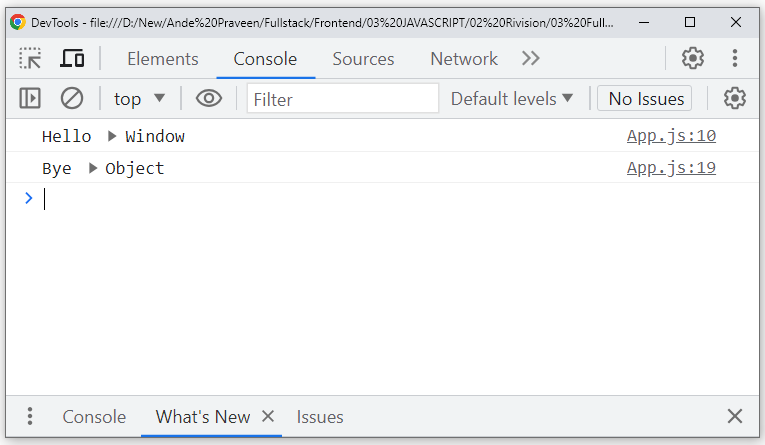 DevTools - file:///D:/New/Ande%20Praveen/Fullstack/Frontend/03%20JAVASCRIPT/02%20Rivision/03%20Full...
Elements Console Sources Network
top Filter Default levels No Issues
Hello Window App.js:10
Bye Object App.js:19
Console What's New Issues